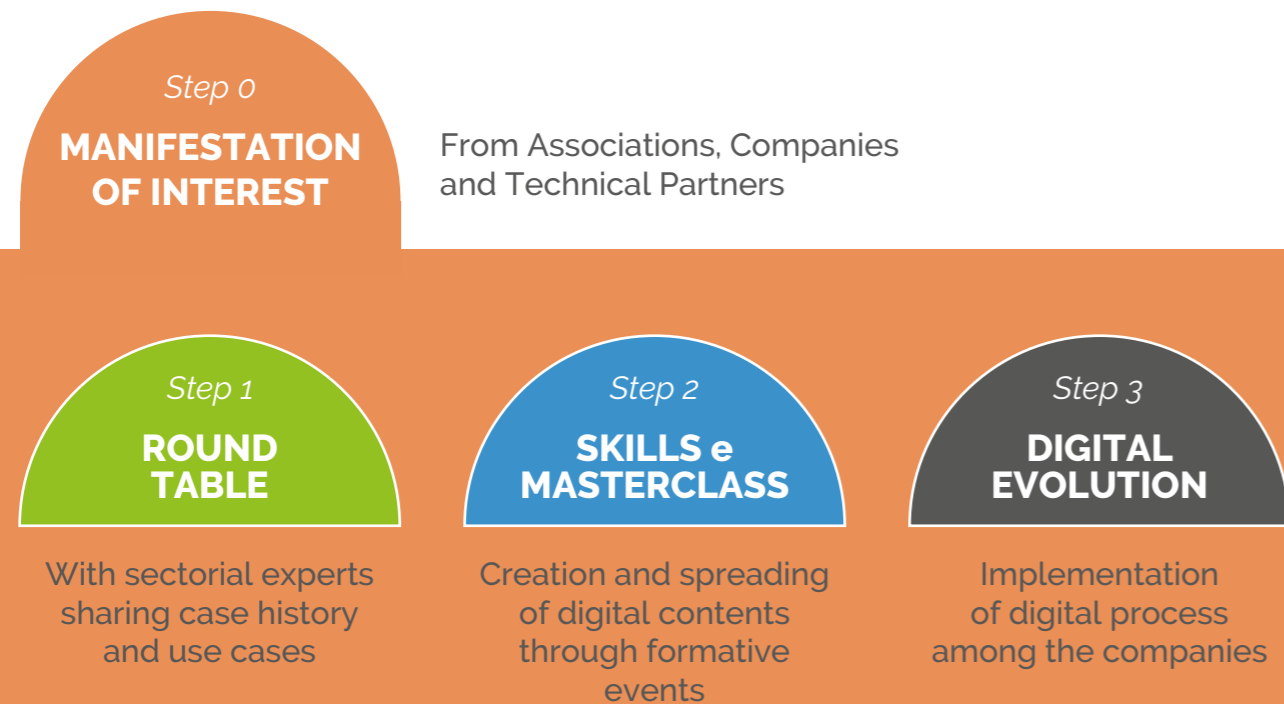 Step 0
MANIFESTATION
OF INTEREST
From Associations, Companies
and Technical Partners
Step 1
ROUND
TABLE
With sectorial experts
sharing case history
and use cases
Step 2
SKILLS e
MASTERCLASS
Creation and spreading
of digital contents
through formative
events
Step 3
DIGITAL
EVOLUTION
Implementation
of digital process
among the companies